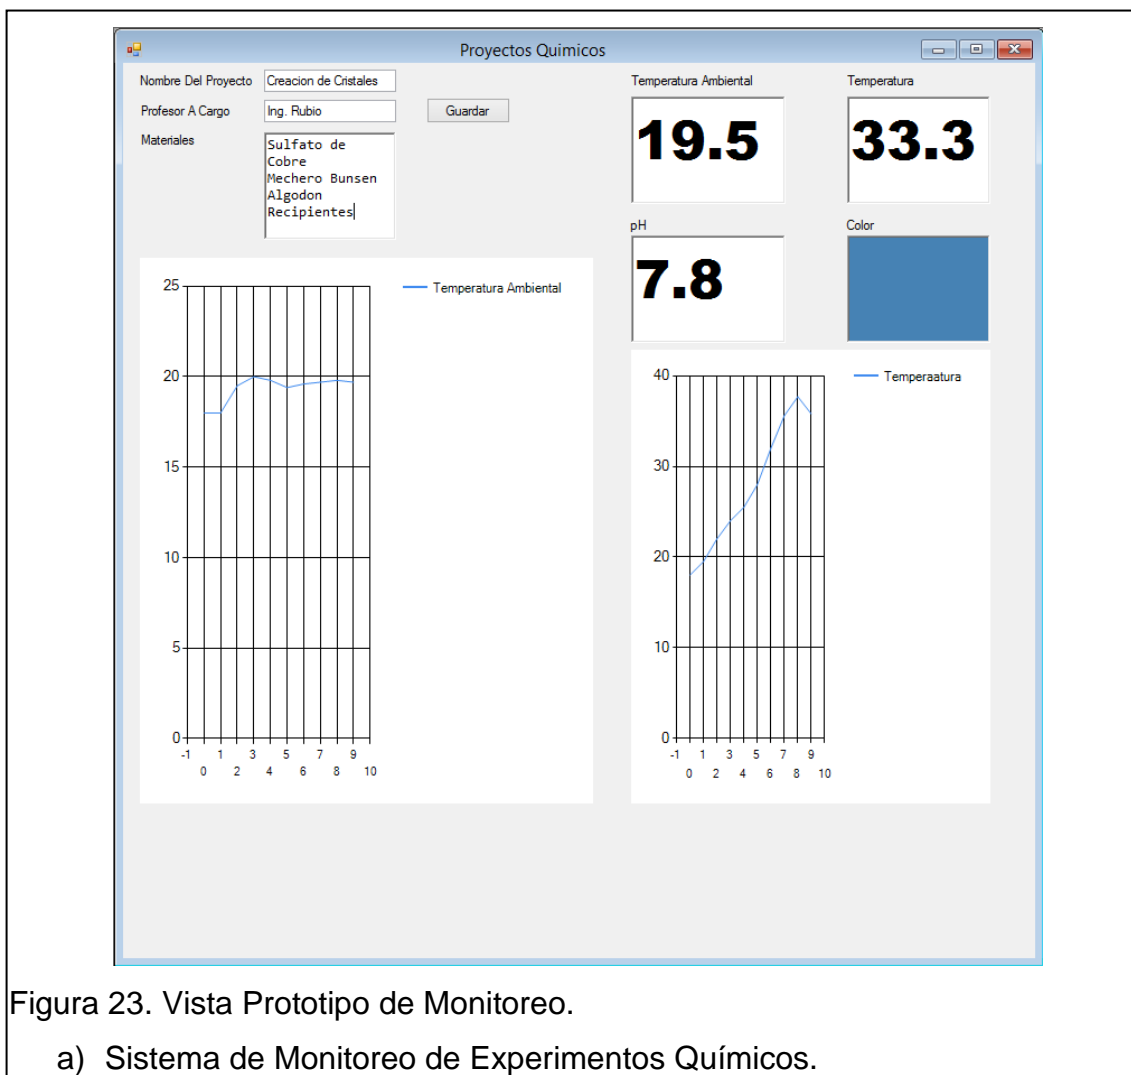 Proyectos Quimicos
Nombre Del Proyecto
Creacion de Cristales
Profesor A Cargo
Ing. Rubio
Guardar
Materiales
Sulfato de
Cobre
Mechero Bunsen
Algodon
Recipientes
Temperatura Ambiental
Temperatura
19.5
33.3
pH
Color
7.8
25
20
15
10
5
0
-1 1 3 5 7 9
0 2 4 6 8 10
Temperatura Ambiental
40
30
20
10
0
-1 1 3 5 7 9
0 2 4 6 8 10
Temperaatura
Figura 23. Vista Prototipo de Monitoreo.
a) Sistema de Monitoreo de Experimentos Químicos.